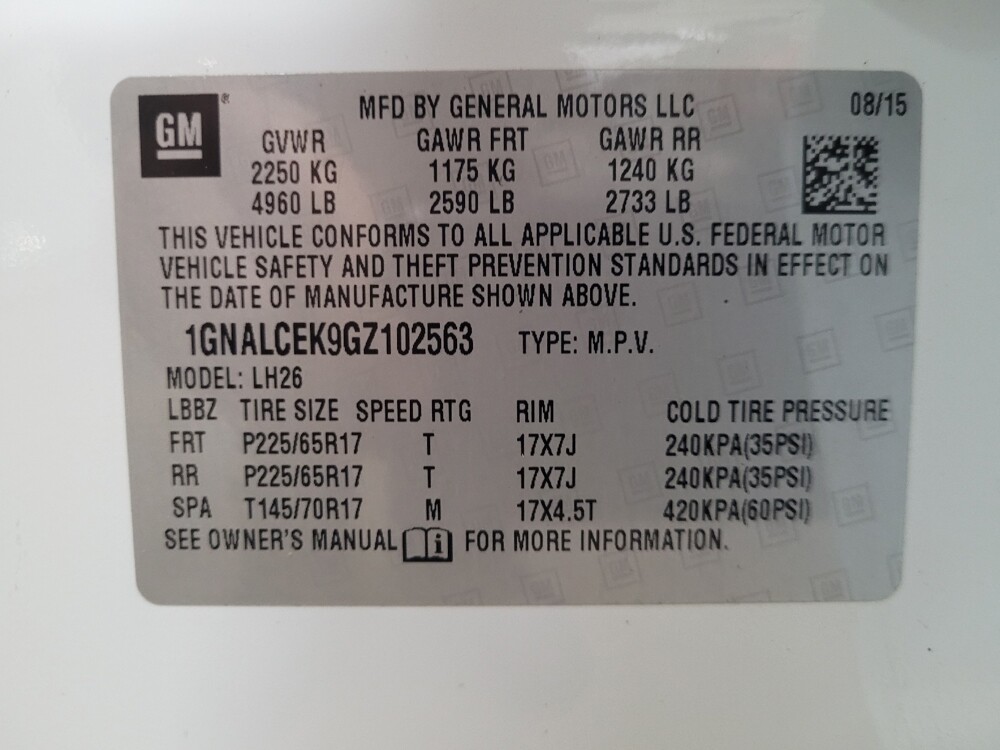 GM® MFD BY GENERAL MOTORS LLC 08/15
GVWR GAWR FRT GAWR RR
2250 KG 1175 KG 1240 KG
4960 LB 2590 LB 2733 LB
THIS VEHICLE CONFORMS TO ALL APPLICABLE U.S. FEDERAL MOTOR
VEHICLE SAFETY AND THEFT PREVENTION STANDARDS IN EFFECT ON
THE DATE OF MANUFACTURE SHOWN ABOVE.
1GNALCEK9GZ102563 TYPE: M.P.V.
MODEL: LH26
LBBZ TIRE SIZE SPEED RTG RIM COLD TIRE PRESSURE
FRT P225/65R17 T 17X7J 240KPA(35PSI)
RR P225/65R17 T 17X7J 240KPA(35PSI)
SPA T145/70R17 M 17X4.5T 420KPA(60PSI)
SEE OWNER'S MANUAL i FOR MORE INFORMATION.